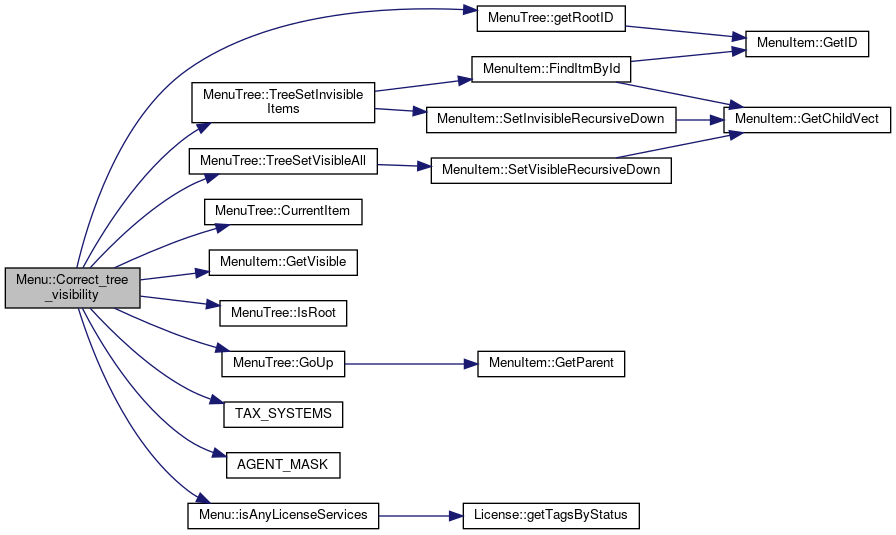 MenuTree::getRootID
MenuItem::GetID
MenuItem::FindItmById
MenuTree::TreeSetInvisible
Items
MenuItem::SetInvisibleRecursiveDown
MenuItem::GetChildVect
MenuTree::TreeSetVisibleAll
MenuItem::SetVisibleRecursiveDown
MenuTree::CurrentItem
MenuItem::GetVisible
Menu::Correct_tree
_visibility
MenuTree::IsRoot
MenuTree::GoUp
MenuItem::GetParent
TAX_SYSTEMS
AGENT_MASK
Menu::isAnyLicenseServices
License::getTagsByStatus